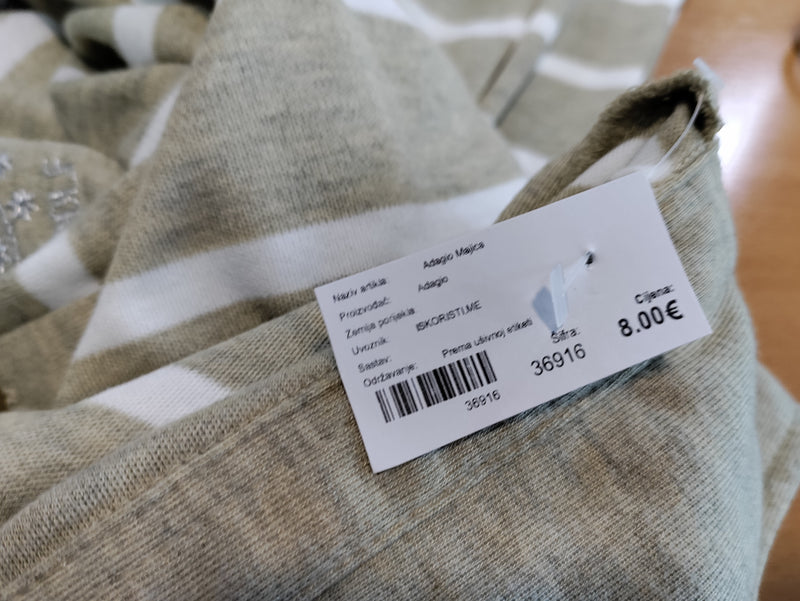 Naziv artikla: Adagio Majica
Proizvođač: Adagio
Zemlja porijekla:
Uvoznik: ISKORISTI.ME
Sastav:
Održavanje: Prema ušivnoj etiketi
36916
Šifra:
36916
Cijena:
8.00€